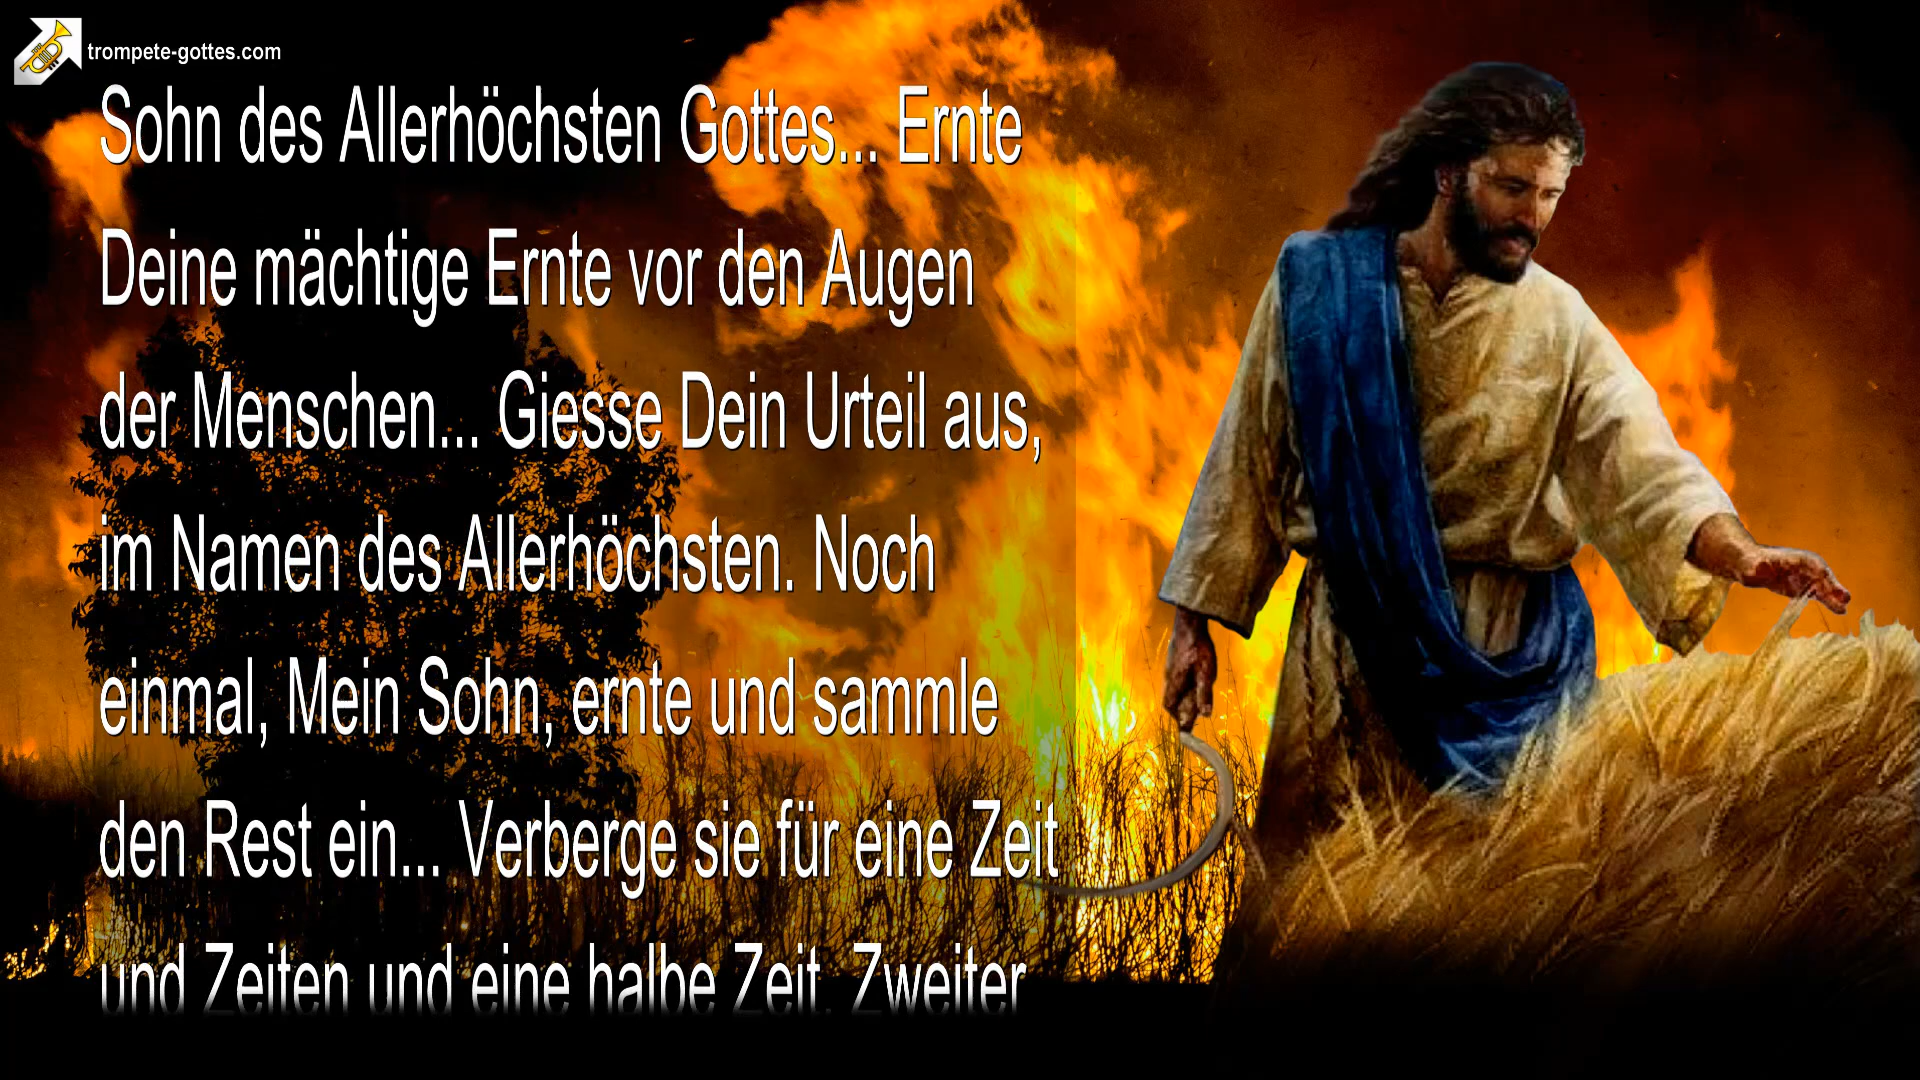 trompete-gottes.com
Sohn des Allerhöchsten Gottes... Ernte
Deine mächtige Ernte vor den Augen
der Menschen... Giesse Dein Urteil aus,
im Namen des Allerhöchsten. Noch
einmal, Mein Sohn, ernte und sammle
den Rest ein... Verberge sie für eine Zeit
und Zeiten und eine halbe Zeit. Zweiter